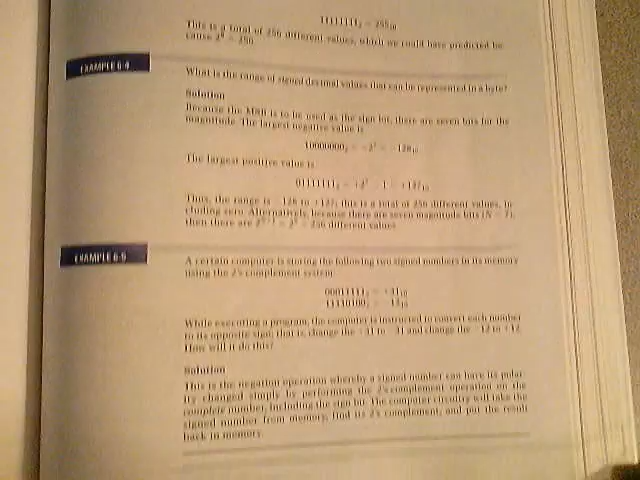 11111111₂ = 255₁₀
This is a total of 256 different values, which we could have predicted be-
cause 2⁸ = 256
EXAMPLE 6-4
What is the range of signed decimal values that can be represented in a byte?
Solution
Because the MSB is to be used as the sign bit, there are seven bits for the
magnitude. The largest negative value is
10000000₂ = -2⁷ = -128₁₀
The largest positive value is
01111111₂ = +2⁷ - 1 = +127₁₀
Thus, the range is -128 to +127, this is a total of 256 different values, in-
cluding zero. Alternatively, because there are seven magnitude bits (N = 7),
then there are 2ᴺ⁺¹ = 2⁸ = 256 different values
EXAMPLE 6-5
A certain computer is storing the following two signed numbers in its memory
using the 2's complement system
00011111₂ = +31₁₀
11110100₂ = -12₁₀
While executing a program, the computer is instructed to convert each number
to its opposite sign; that is, change the +31 to -31 and change the -12 to +12.
How will it do this?
Solution
This is the negation operation whereby a signed number can have its polar-
ity changed simply by performing the 2's complement operation on the
complete number, including the sign bit. The computer circuitry will take the
signed number from memory, find its 2's complement, and put the result
back in memory.